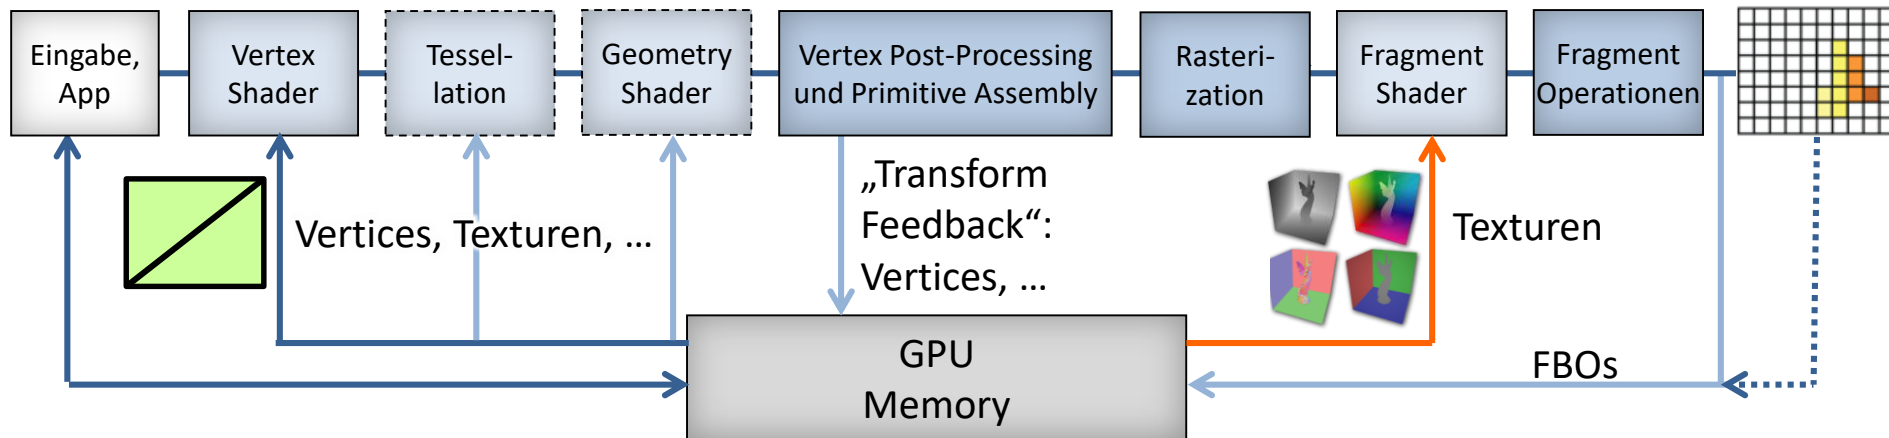 Eingabe,
App
Vertex
Shader
Tessel-
lation
Geometry
Shader
Vertex Post-Processing
und Primitive Assembly
Rasteri-
zation
Fragment
Shader
Fragment
Operationen
Vertices, Texturen, ...
„Transform
Feedback“:
Vertices, ...
Texturen
GPU
Memory
FBOs